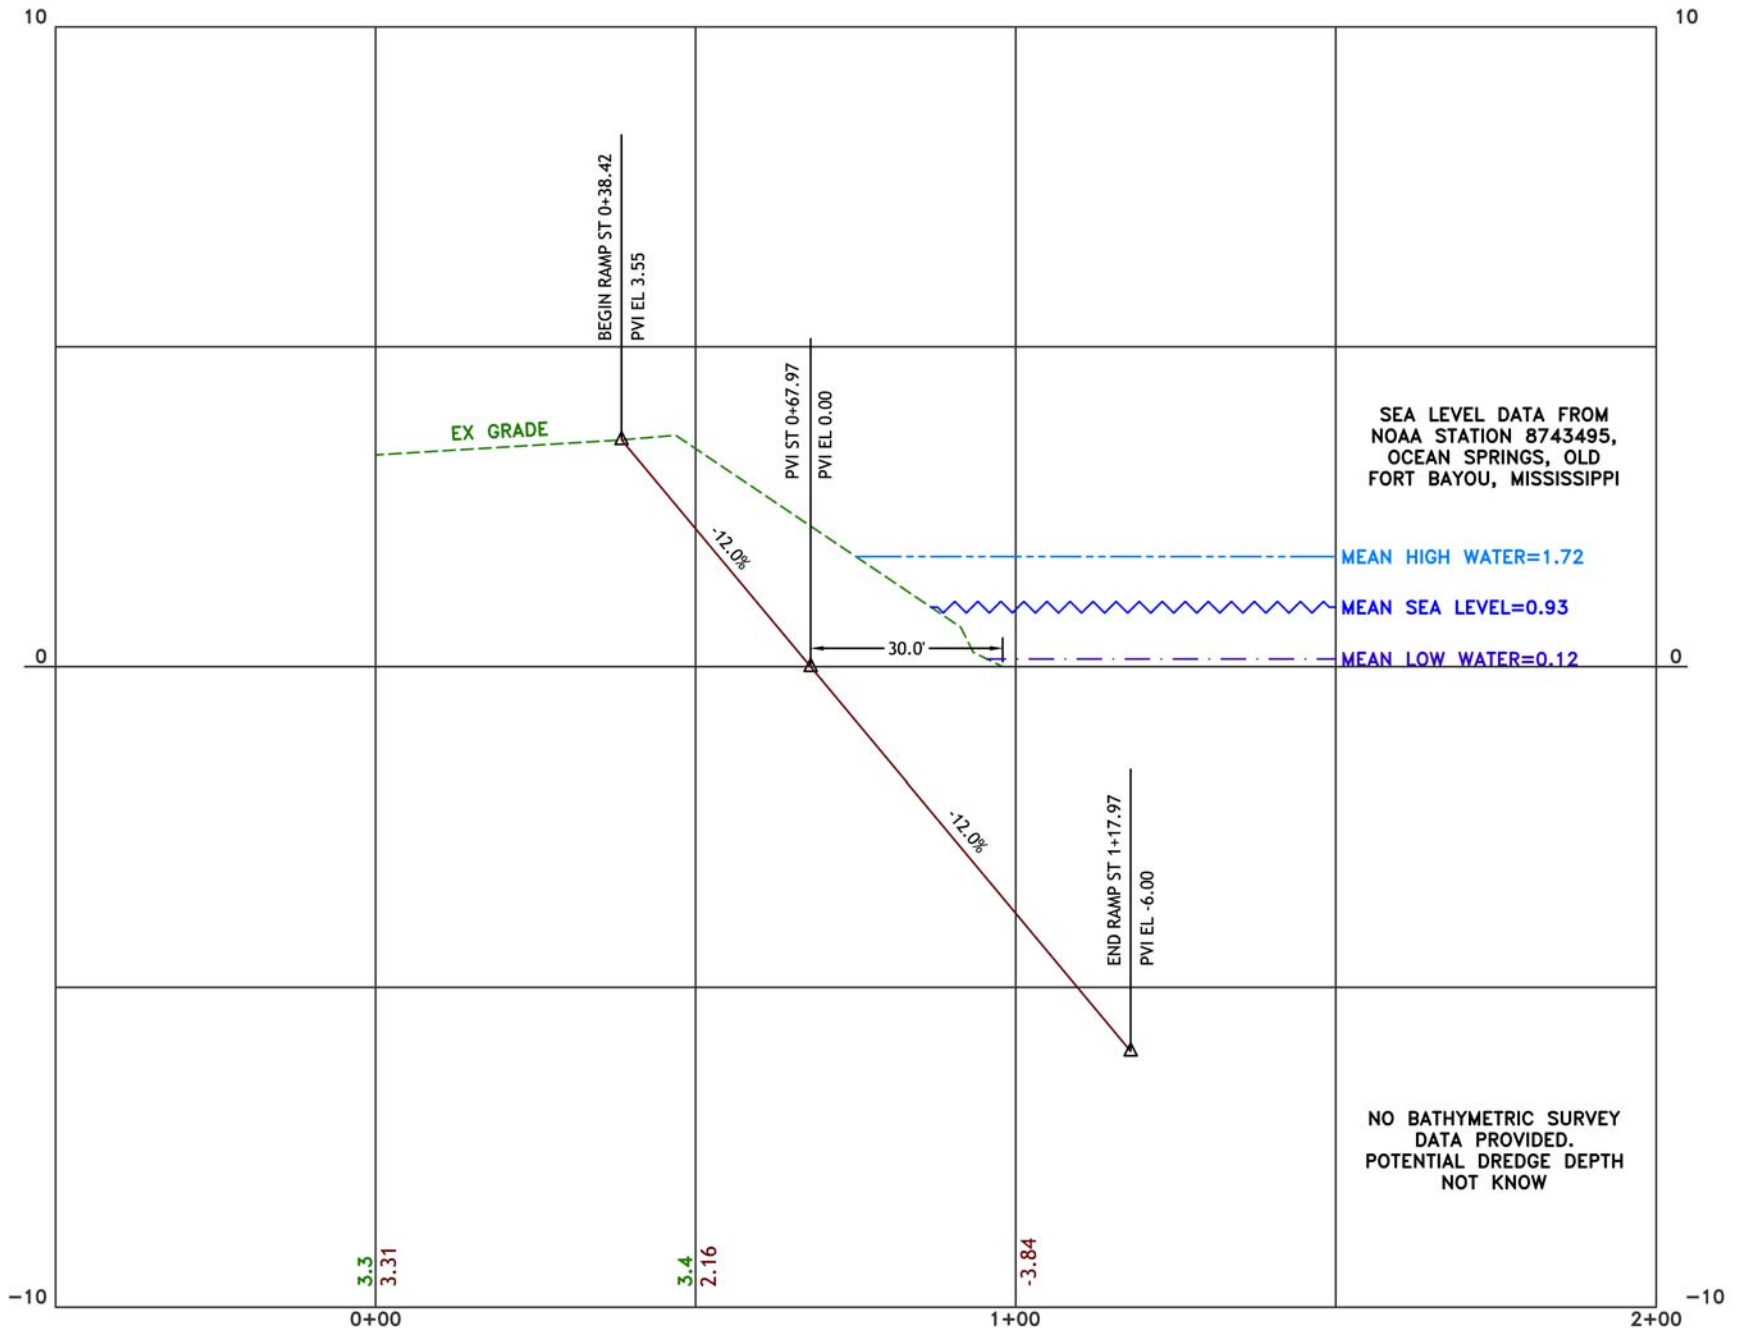 10
10
BEGIN RAMP ST 0+38.42
PVI EL 3.55
PVI ST 0+67.97
PVI EL 0.00
EX GRADE
SEA LEVEL DATA FROM
NOAA STATION 8743495,
OCEAN SPRINGS, OLD
FORT BAYOU, MISSISSIPPI
-12.0%
MEAN HIGH WATER=1.72
MEAN SEA LEVEL=0.93
30.0'
MEAN LOW WATER=0.12
0
0
-12.0%
END RAMP ST 1+17.97
PVI EL -6.00
NO BATHYMETRIC SURVEY
DATA PROVIDED.
POTENTIAL DREDGE DEPTH
NOT KNOW
3.3
3.31
3.4
2.16
-3.84
-10
-10
0+00
1+00
2+00